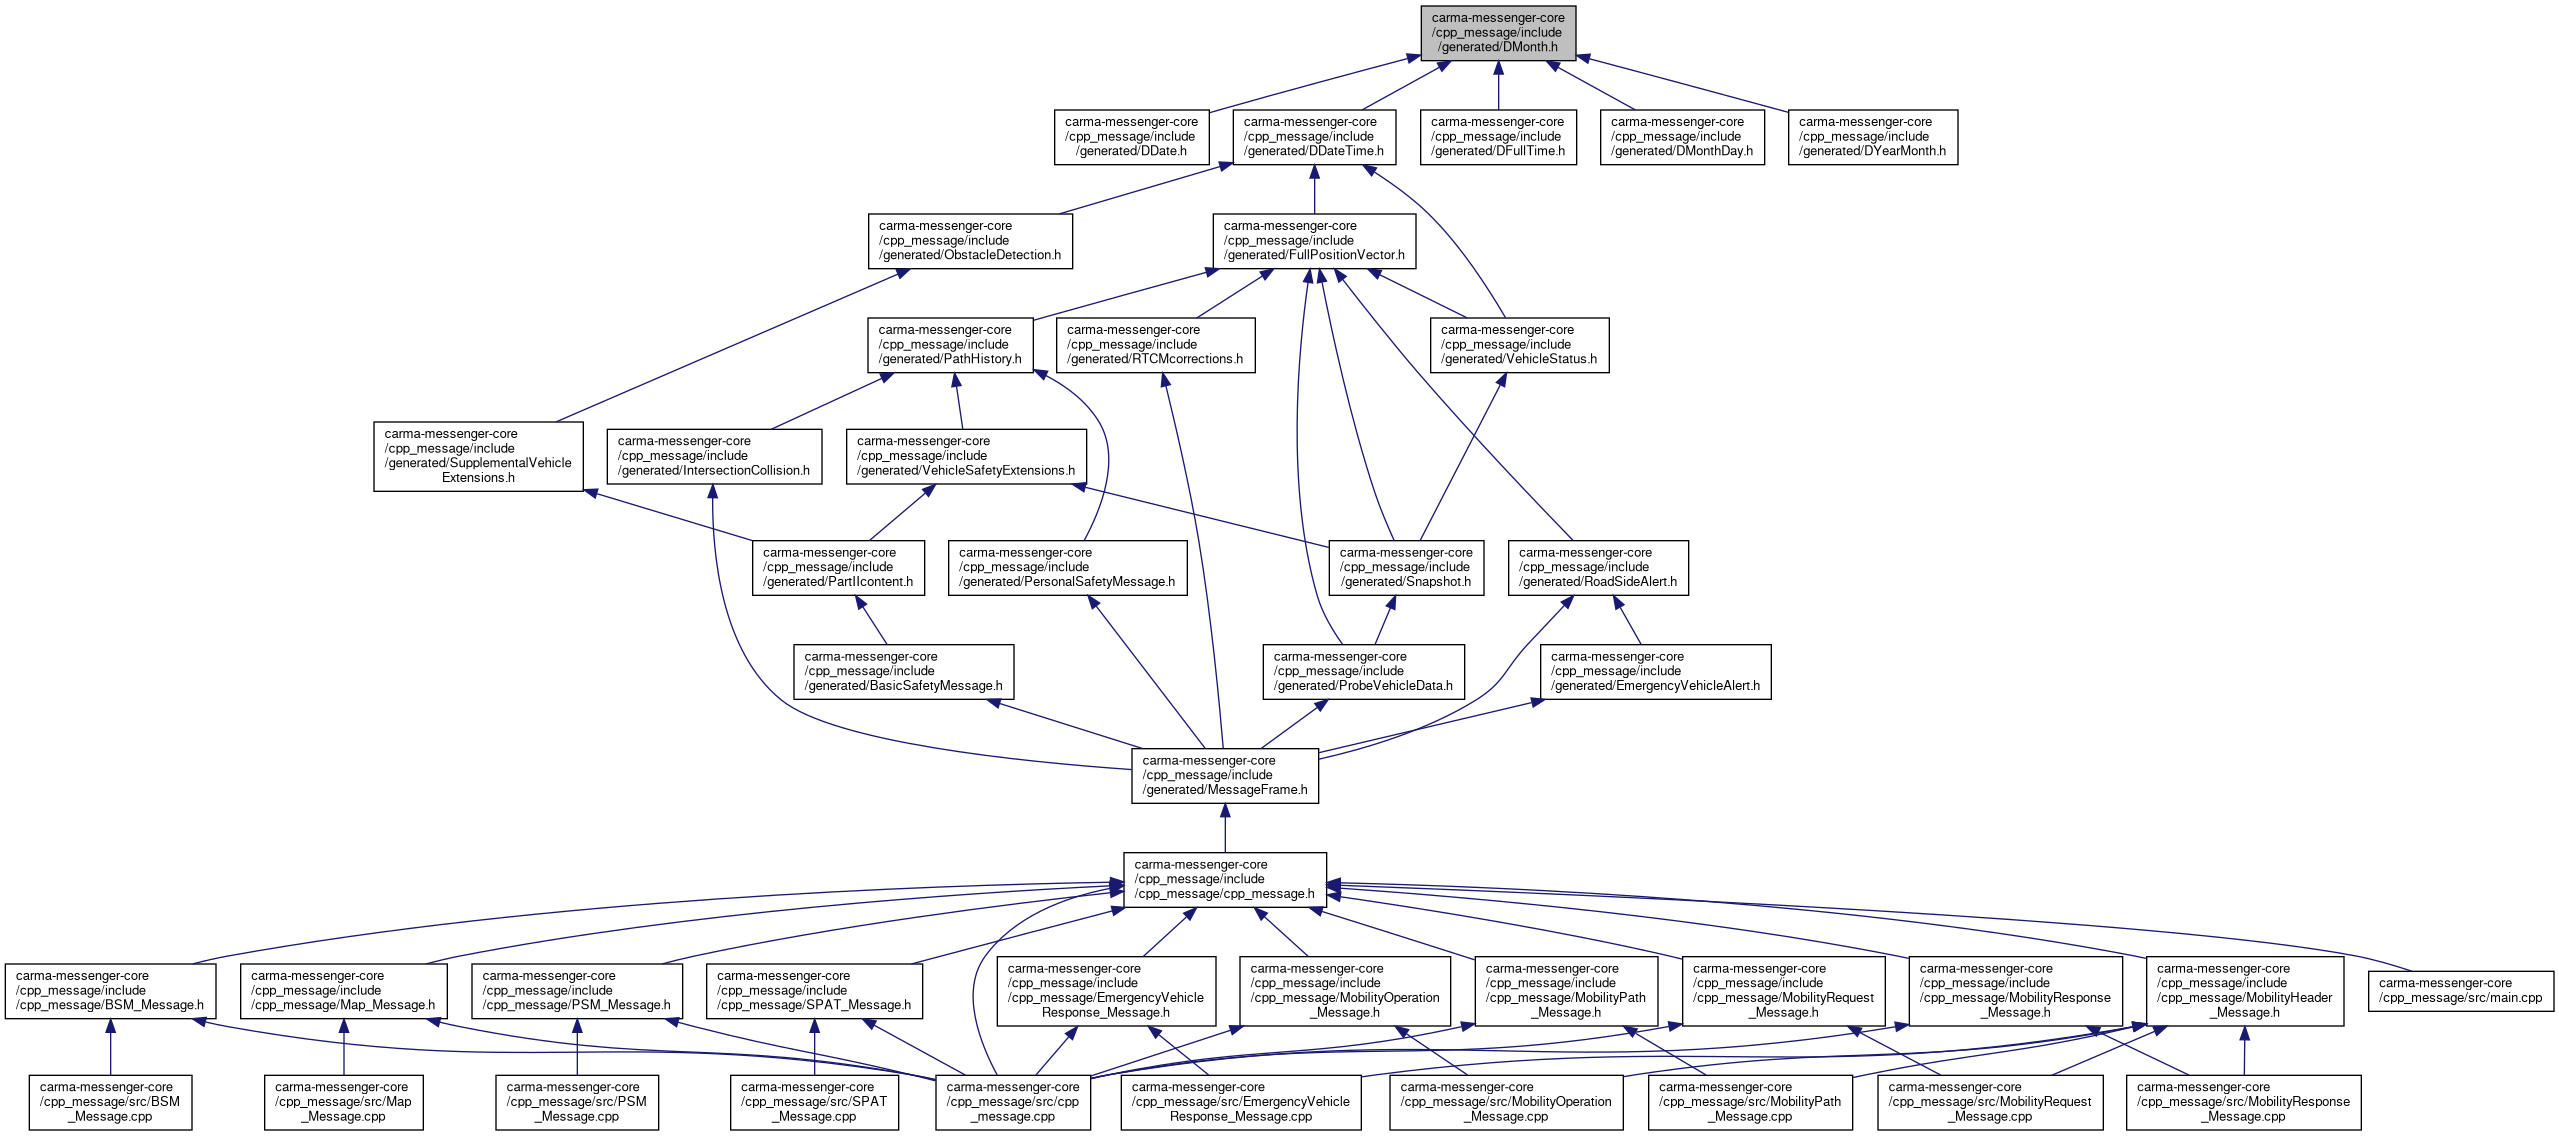 carma-messenger-core
/cpp_message/include
/generated/DMonth.h
carma-messenger-core
/cpp_message/include
/generated/DDate.h
carma-messenger-core
/cpp_message/include
/generated/DDateTime.h
carma-messenger-core
/cpp_message/include
/generated/DFullTime.h
carma-messenger-core
/cpp_message/include
/generated/DMonthDay.h
carma-messenger-core
/cpp_message/include
/generated/DYearMonth.h
carma-messenger-core
/cpp_message/include
/generated/ObstacleDetection.h
carma-messenger-core
/cpp_message/include
/generated/FullPositionVector.h
carma-messenger-core
/cpp_message/include
/generated/PathHistory.h
carma-messenger-core
/cpp_message/include
/generated/RTCMcorrections.h
carma-messenger-core
/cpp_message/include
/generated/VehicleStatus.h
carma-messenger-core
/cpp_message/include
/generated/SupplementalVehicle
Extensions.h
carma-messenger-core
/cpp_message/include
/generated/IntersectionCollision.h
carma-messenger-core
/cpp_message/include
/generated/VehicleSafetyExtensions.h
carma-messenger-core
/cpp_message/include
/generated/PartIIcontent.h
carma-messenger-core
/cpp_message/include
/generated/PersonalSafetyMessage.h
carma-messenger-core
/cpp_message/include
/generated/Snapshot.h
carma-messenger-core
/cpp_message/include
/generated/RoadSideAlert.h
carma-messenger-core
/cpp_message/include
/generated/BasicSafetyMessage.h
carma-messenger-core
/cpp_message/include
/generated/ProbeVehicleData.h
carma-messenger-core
/cpp_message/include
/generated/EmergencyVehicleAlert.h
carma-messenger-core
/cpp_message/include
/generated/MessageFrame.h
carma-messenger-core
/cpp_message/include
/cpp_message/cpp_message.h
carma-messenger-core
/cpp_message/include
/cpp_message/BSM_Message.h
carma-messenger-core
/cpp_message/include
/cpp_message/Map_Message.h
carma-messenger-core
/cpp_message/include
/cpp_message/PSM_Message.h
carma-messenger-core
/cpp_message/include
/cpp_message/SPAT_Message.h
carma-messenger-core
/cpp_message/include
/cpp_message/EmergencyVehicle
Response_Message.h
carma-messenger-core
/cpp_message/include
/cpp_message/MobilityOperation
_Message.h
carma-messenger-core
/cpp_message/include
/cpp_message/MobilityPath
_Message.h
carma-messenger-core
/cpp_message/include
/cpp_message/MobilityRequest
_Message.h
carma-messenger-core
/cpp_message/include
/cpp_message/MobilityResponse
_Message.h
carma-messenger-core
/cpp_message/include
/cpp_message/MobilityHeader
_Message.h
carma-messenger-core
/cpp_message/src/main.cpp
carma-messenger-core
/cpp_message/src/BSM
_Message.cpp
carma-messenger-core
/cpp_message/src/Map
_Message.cpp
carma-messenger-core
/cpp_message/src/PSM
_Message.cpp
carma-messenger-core
/cpp_message/src/SPAT
_Message.cpp
carma-messenger-core
/cpp_message/src/cpp
_message.cpp
carma-messenger-core
/cpp_message/src/EmergencyVehicle
Response_Message.cpp
carma-messenger-core
/cpp_message/src/MobilityOperation
_Message.cpp
carma-messenger-core
/cpp_message/src/MobilityPath
_Message.cpp
carma-messenger-core
/cpp_message/src/MobilityRequest
_Message.cpp
carma-messenger-core
/cpp_message/src/MobilityResponse
_Message.cpp